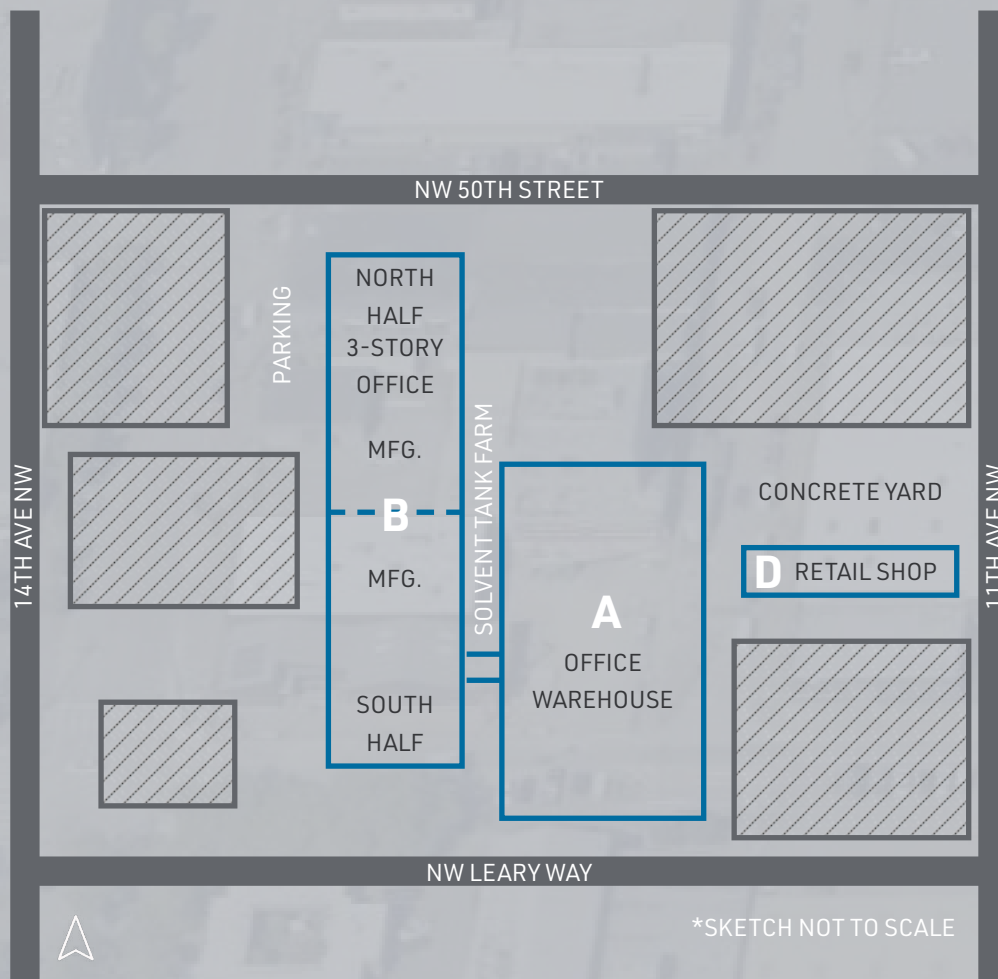 NW 50TH STREET
PARKING
NORTH
HALF
3-STORY
OFFICE
MFG.
B
MFG.
SOUTH
HALF
SOLVENT TANK FARM
A
OFFICE
WAREHOUSE
CONCRETE YARD
D RETAIL SHOP
14TH AVE NW
11TH AVE NW
NW LEARY WAY
*SKETCH NOT TO SCALE